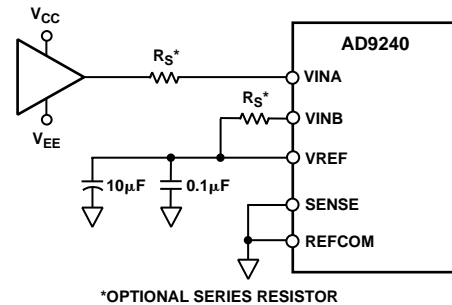 VCC
AD9240
RS*
VINA
RS*
VINB
VEE
VREF
10µF
0.1µF
SENSE
REFCOM
*OPTIONAL SERIES RESISTOR